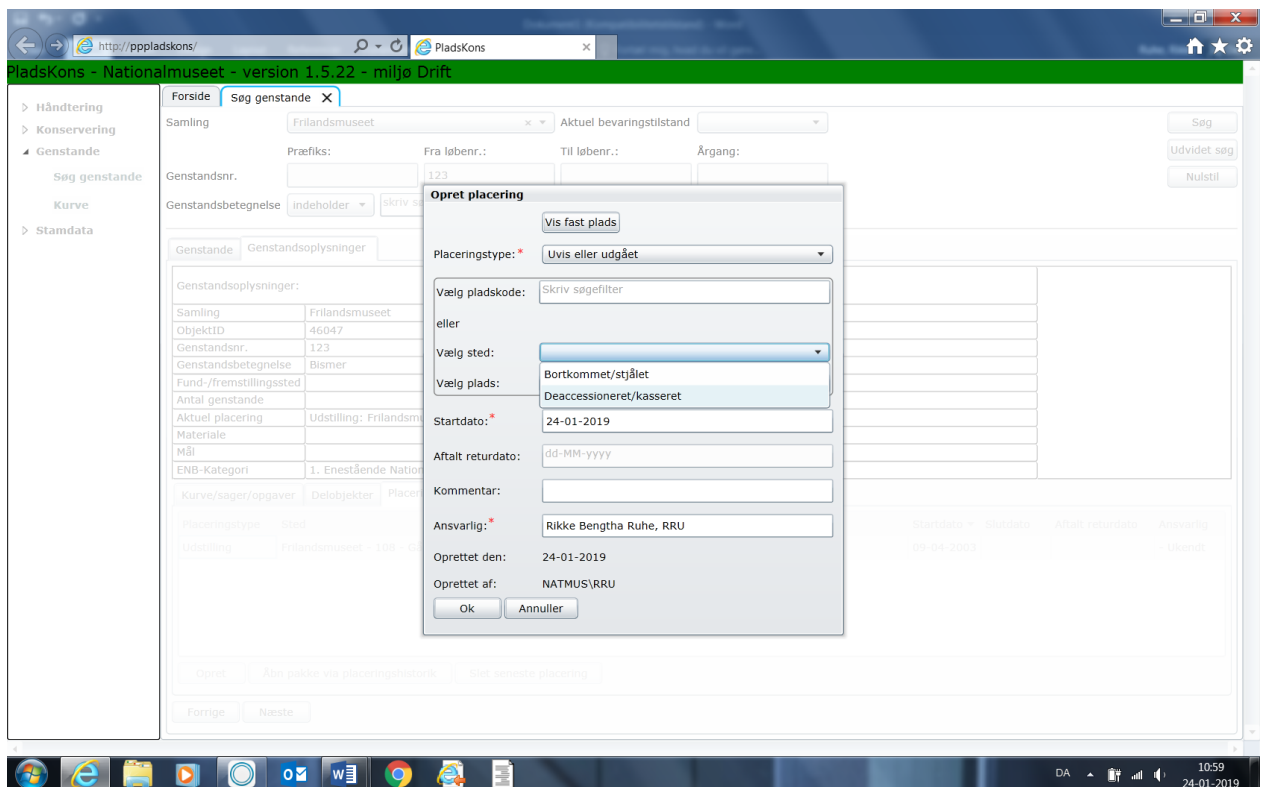 http://pppladskons/
PladsKons
PladsKons - Nationalmuseet - version 1.5.22 - miljø Drift
Håndtering
Konservering
Genstande
Søg genstande
Kurve
Stamdata
Forside
Søg genstande X
Samling Frilandsmuseet Aktuel bevaringstilstand Søg
Præfiks: Fra løbenr.: Til løbenr.: Årgang: Udvidet søg
Genstandsnr. 123 Nulstil
Genstandsbetegnelse indeholder skriv
Genstande Genstandsoplysninger
Genstandsoplysninger:
Samling Frilandsmuseet
ObjektID 46047
Genstandsnr. 123
Genstandsbetegnelse Bismer
Fund-/fremstillingssted
Antal genstande
Aktuel placering Udstilling:
Materiale
Mål
ENB-Kategori 1. Enestående
Kurve/sager/opgaver Delobjekter
Placeringstype Sted Startdato Slutdato Aftalt returdato Ansvarlig
Udstilling Frilandsmuseet - 108 - 09-04-2003 - Ukendt
Opret Åbn pakke via placeringshistorik Slet seneste placering
Forrige Næste
Opret placering
Vis fast plads
Placeringstype:* Uvis eller udgået
Vælg pladskode: Skriv søgefilter
eller
Vælg sted:
Bortkommet/stjålet
Vælg plads:
Deaccessioneret/kasseret
Startdato:* 24-01-2019
Aftalt returdato: dd-MM-yyyy
Kommentar:
Ansvarlig:* Rikke Bengtha Ruhe, RRU
Oprettet den: 24-01-2019
Oprettet af: NATMUS\RRU
Ok Annuller
DA 10:59
24-01-2019